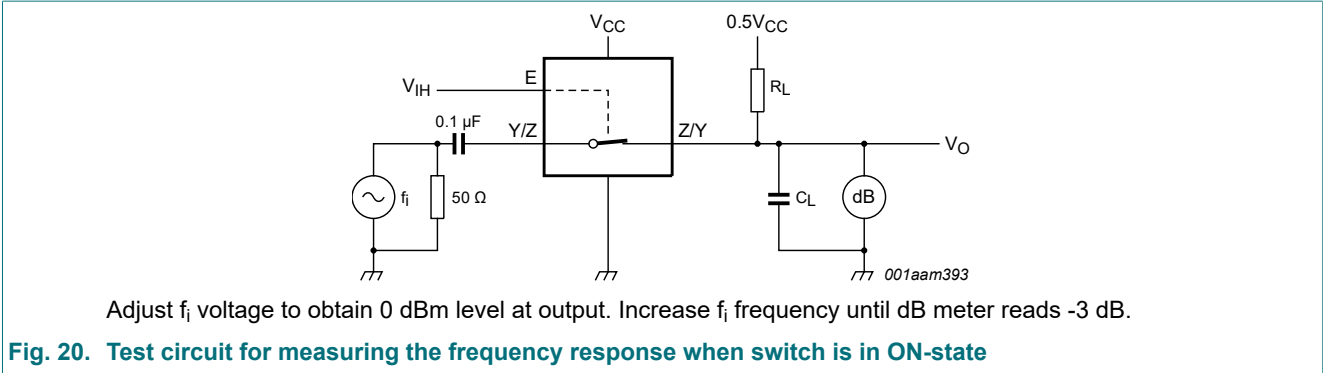 VCC
0.5VCC
E
VIH
RL
0.1 µF
Y/Z
Z/Y
VO
fi
50 Ω
CL
dB
001aam393
Adjust fi voltage to obtain 0 dBm level at output. Increase fi frequency until dB meter reads -3 dB.
Fig. 20. Test circuit for measuring the frequency response when switch is in ON-state